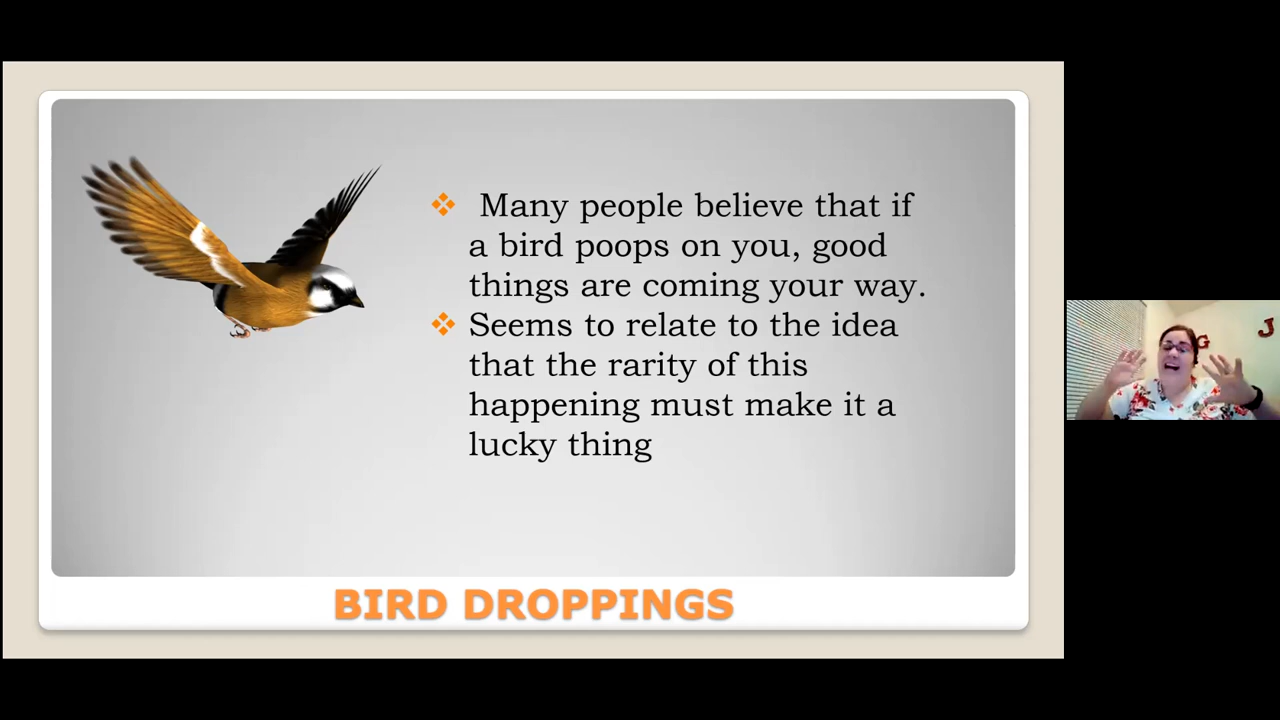 ❖ Many people believe that if
a bird poops on you, good
things are coming your way.
❖ Seems to relate to the idea
that the rarity of this
happening must make it a
lucky thing
BIRD DROPPINGS
G
J